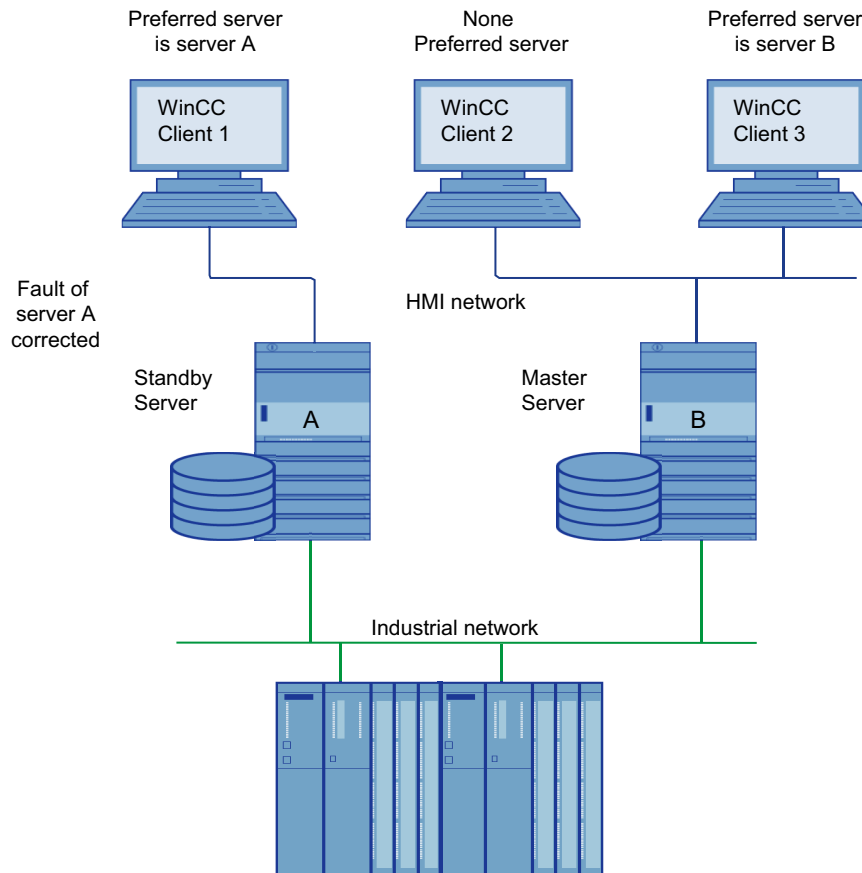 Preferred server
is server A
None
Preferred server
Preferred server
is server B
WinCC
Client 1
WinCC
Client 2
WinCC
Client 3
Fault of
server A
corrected
HMI network
Standby
Server
A
Master
Server
B
Industrial network